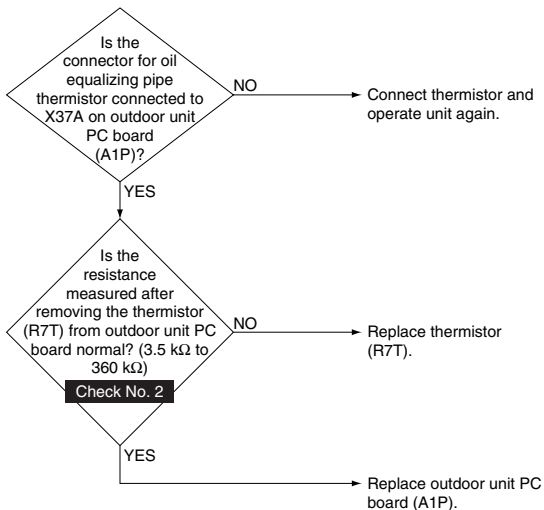 Is the
connector for oil
equalizing pipe
thermistor connected to
X37A on outdoor unit
PC board
(A1P)?
NO
Connect thermistor and
operate unit again.
YES
Is the
resistance
measured after
removing the thermistor
(R7T) from outdoor unit PC
board normal? (3.5 kΩ to
360 kΩ)
Check No. 2
NO
Replace thermistor
(R7T).
YES
Replace outdoor unit PC
board (A1P).